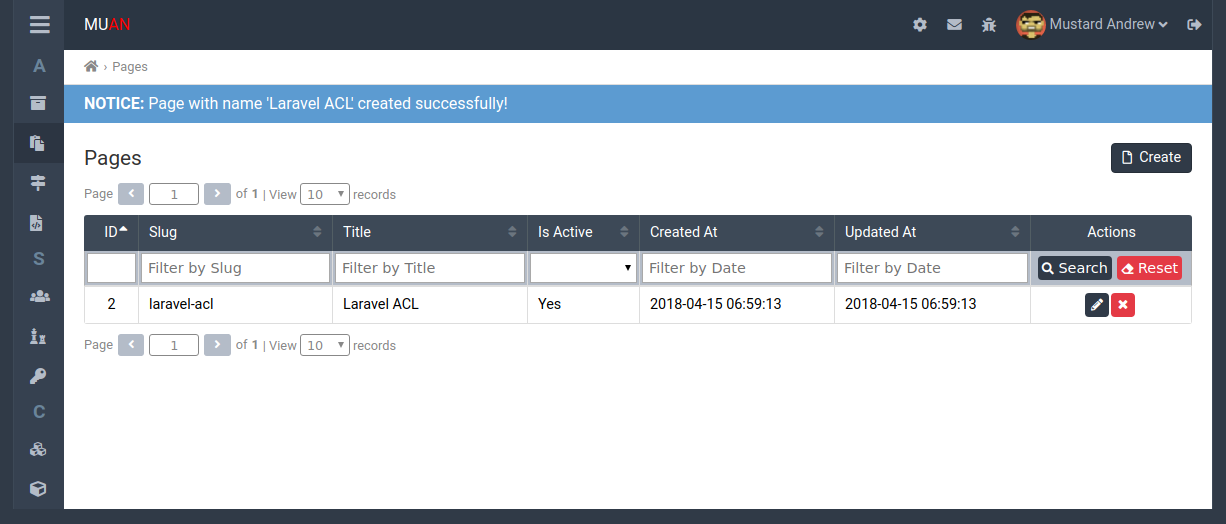 MUAN Mustard Andrew
A
› Pages
NOTICE: Page with name 'Laravel ACL' created successfully!
Pages Create
Page 1 of 1 | View 10 records
ID Slug Title Is Active Created At Updated At Actions
S
Filter by Slug Filter by Title Filter by Date Filter by Date Search Reset
2 laravel-acl Laravel ACL Yes 2018-04-15 06:59:13 2018-04-15 06:59:13
Page 1 of 1 | View 10 records
C